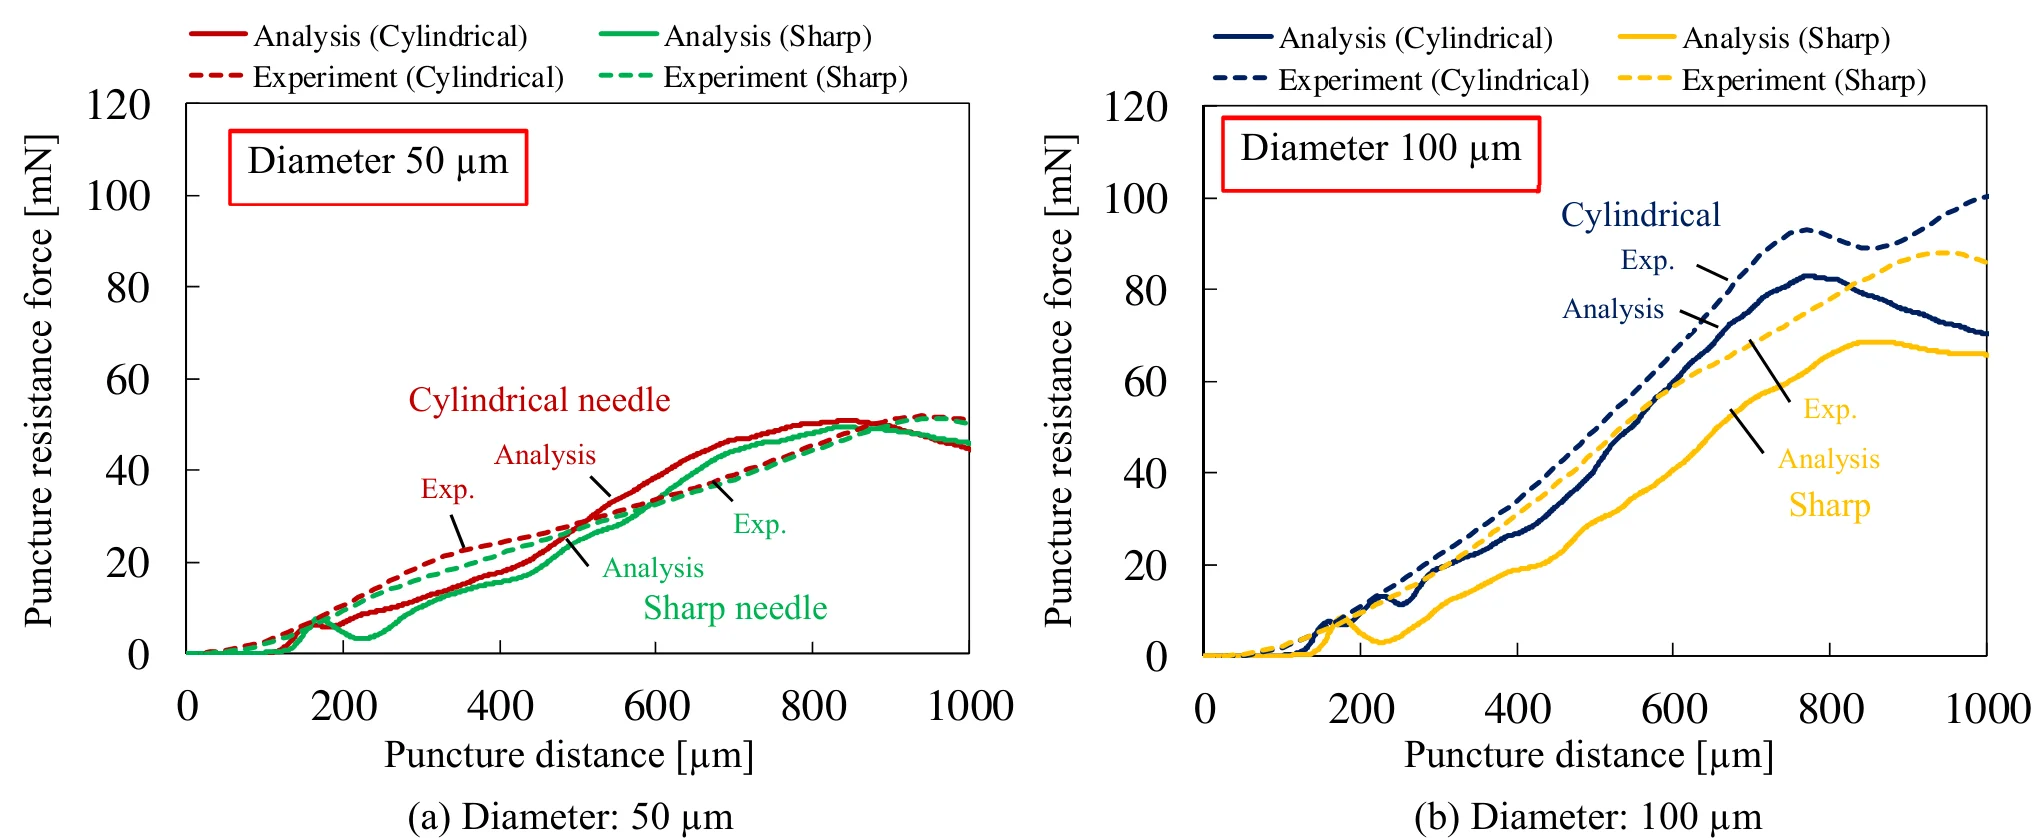 Analysis (Cylindrical)
Analysis (Sharp)
Experiment (Cylindrical)
Experiment (Sharp)
120
100
80
60
40
20
0
Puncture resistance force [mN]
Diameter 50 µm
Cylindrical needle
Analysis
Exp.
Exp.
Analysis
Sharp needle
0 200 400 600 800 1000
Puncture distance [µm]
(a) Diameter: 50 µm
Analysis (Cylindrical)
Analysis (Sharp)
Experiment (Cylindrical)
Experiment (Sharp)
120
100
80
60
40
20
0
Puncture resistance force [mN]
Diameter 100 µm
Cylindrical
Exp.
Analysis
Exp.
Analysis
Sharp
0 200 400 600 800 1000
Puncture distance [µm]
(b) Diameter: 100 µm